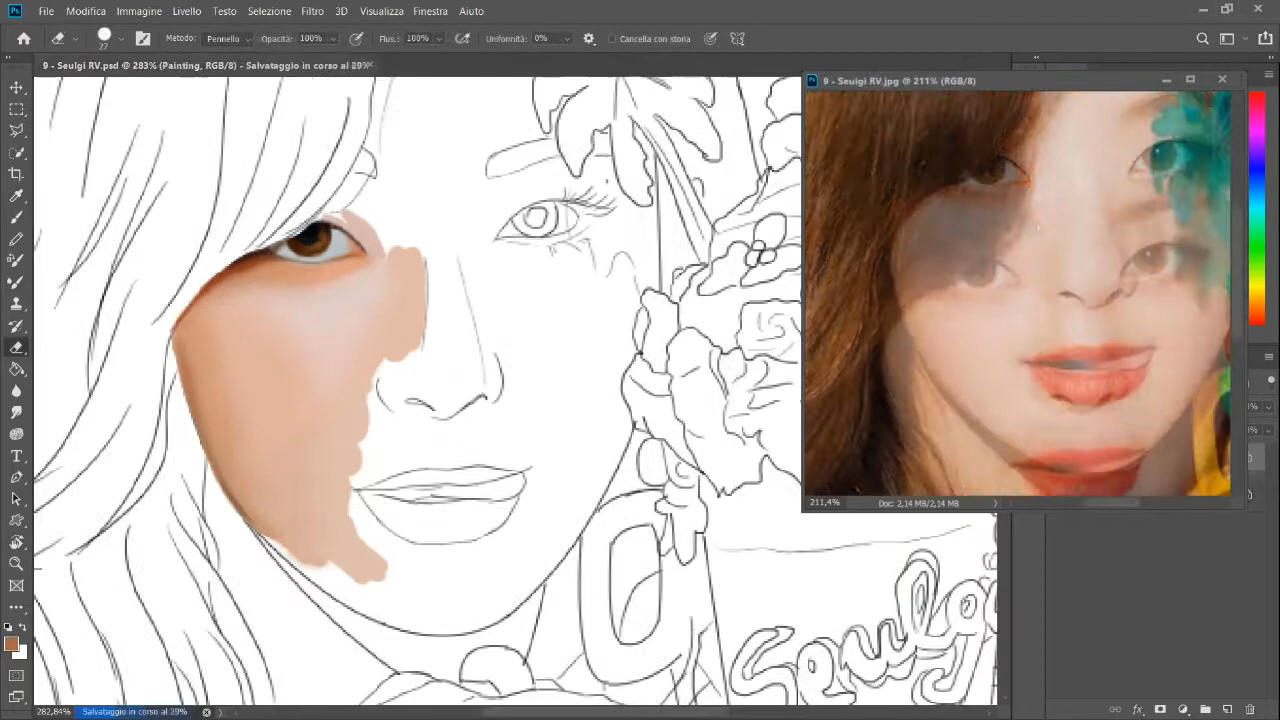 Ps File Modifica Immagine Livello Testo Selezione Filtro 3D Visualizza Finestra Aiuto
27 Metodo: Pennello Opacità: 100% Flus.: 100% Uniformità: 0% Cancella con storia
9 - Seulgi RV.psd @ 283% (Painting, RGB/8) - Salvataggio in corso al 39%
Ps 9 - Seulgi RV.jpg @ 211% (RGB/8)
211,4% Doc: 2,14 MB/2,14 MB
Seulgi
282,84% Salvataggio in corso al 39%